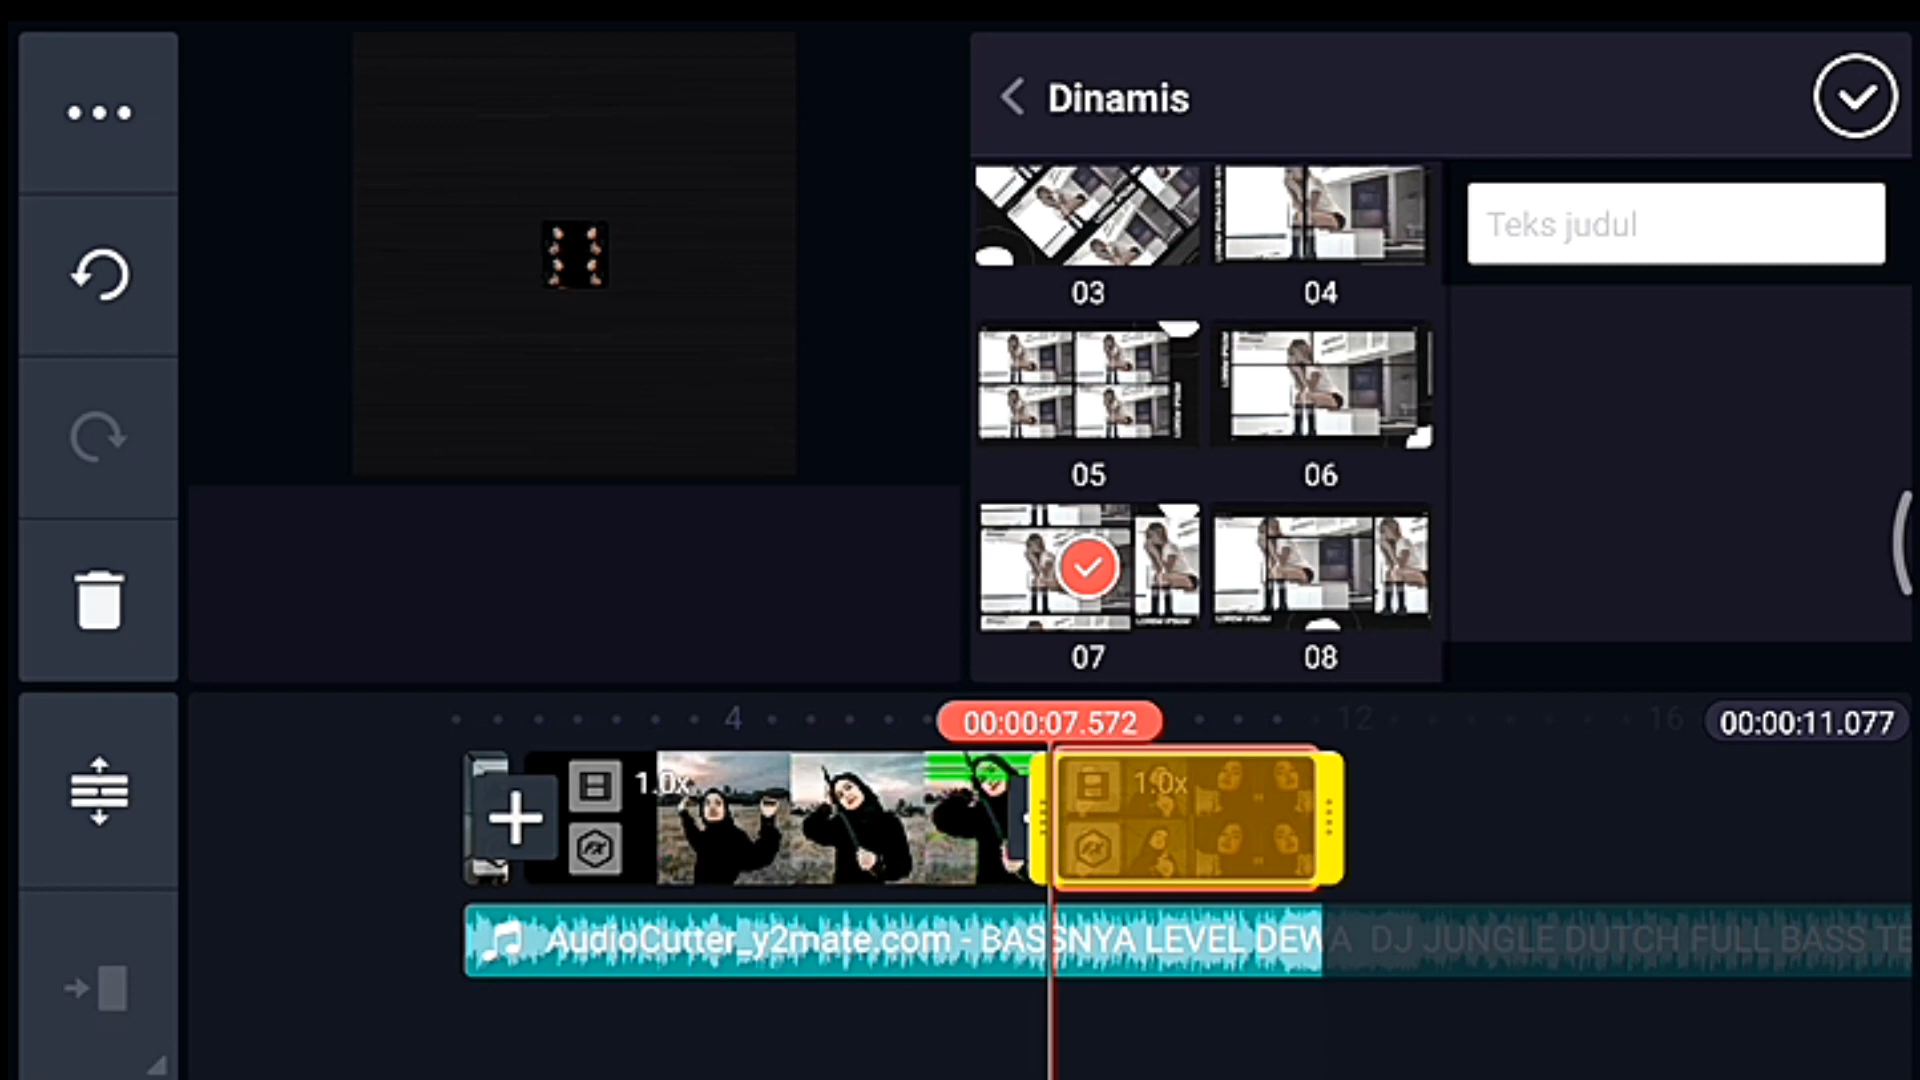 Dinamis
Teks judul
03
04
05
06
07
08
4
00:00:07.572
12
16
00:00:11.077
1.0x
1.0x
AudioCutter_y2mate.com - BASSNYA LEVEL DEWA DJ JUNGLE DUTCH FULL BASS TE